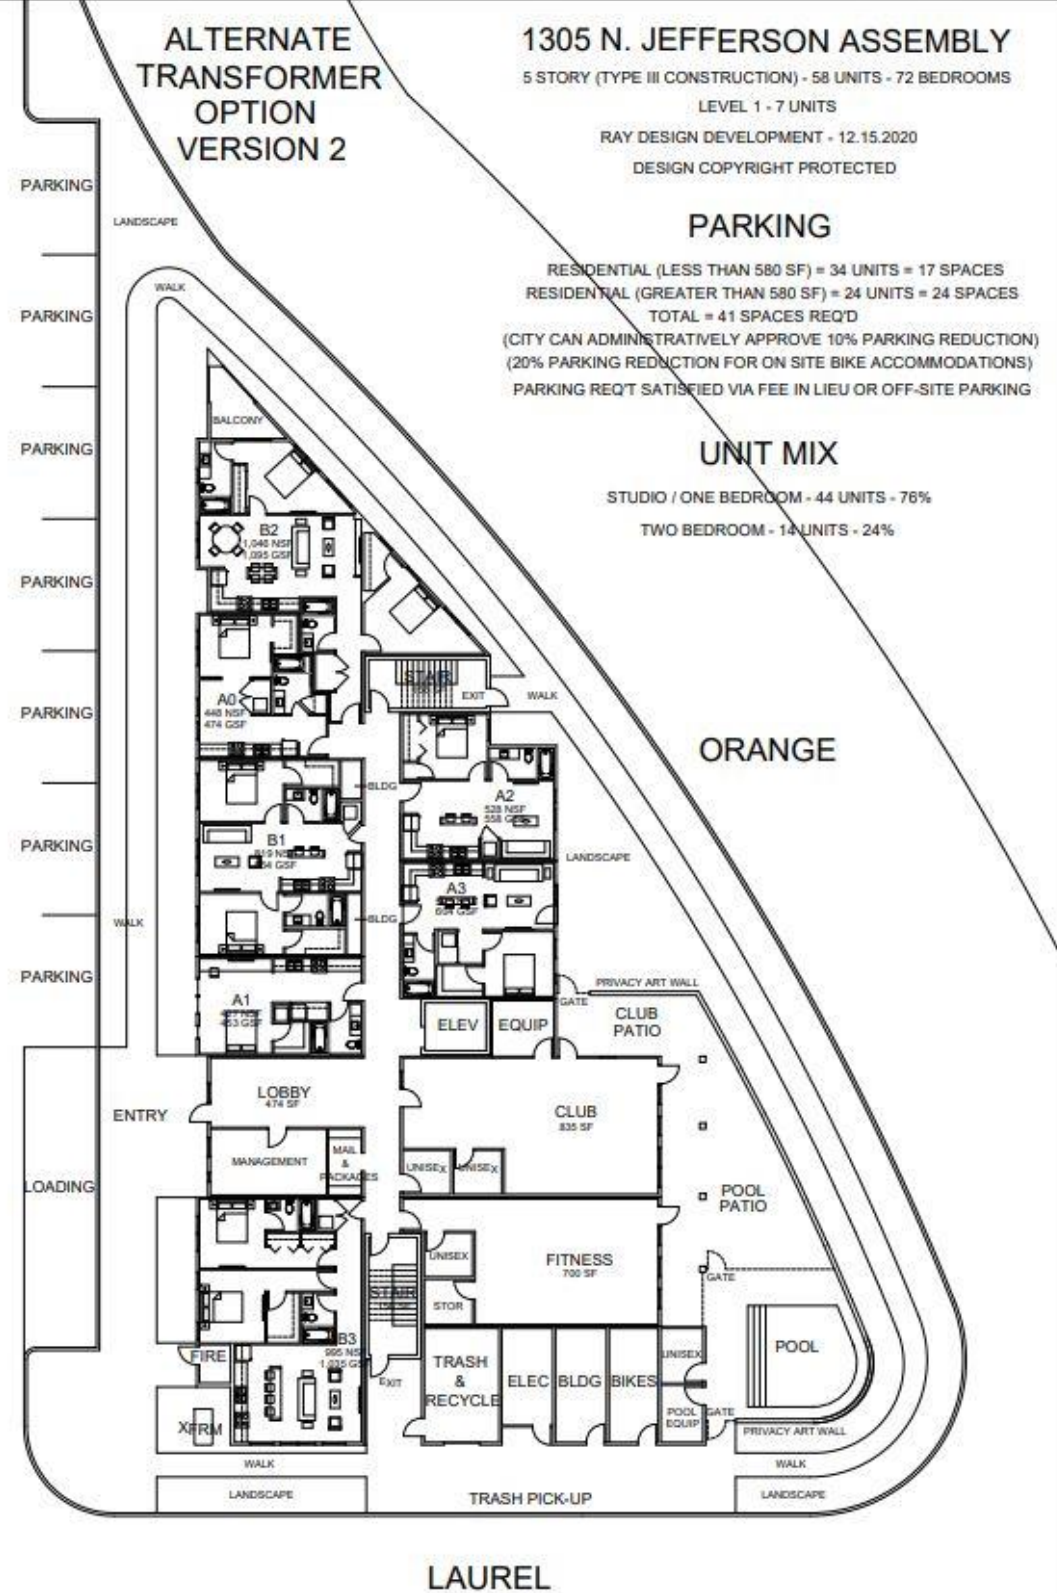 ALTERNATE
TRANSFORMER
OPTION
VERSION 2
1305 N. JEFFERSON ASSEMBLY
5 STORY (TYPE III CONSTRUCTION) - 58 UNITS - 72 BEDROOMS
LEVEL 1 - 7 UNITS
RAY DESIGN DEVELOPMENT - 12.15.2020
DESIGN COPYRIGHT PROTECTED
PARKING
RESIDENTIAL (LESS THAN 580 SF) = 34 UNITS = 17 SPACES
RESIDENTIAL (GREATER THAN 580 SF) = 24 UNITS = 24 SPACES
TOTAL = 41 SPACES REQ'D
(CITY CAN ADMINISTRATIVELY APPROVE 10% PARKING REDUCTION)
(20% PARKING REDUCTION FOR ON SITE BIKE ACCOMMODATIONS)
PARKING REQ'T SATISFIED VIA FEE IN LIEU OR OFF-SITE PARKING
UNIT MIX
STUDIO / ONE BEDROOM - 44 UNITS - 76%
TWO BEDROOM - 14 UNITS - 24%
PARKING
LANDSCAPE
WALK
PARKING
BALCONY
PARKING
B2
1,046 NSF
1,095 GSF
PARKING
STAIR
EXIT
WALK
A0
448 NSF
474 GSF
PARKING
ORANGE
BLDG
A2
528 NSF
558 GSF
B1
819 NSF
GSF
PARKING
LANDSCAPE
A3
GSF
WALK
BLDG
PARKING
PRIVACY ART WALL
GATE
CLUB
PATIO
A1
NSF
453 GSF
ELEV
EQUIP
LOBBY
474 SF
ENTRY
CLUB
835 SF
MANAGEMENT
MAIL
&
PACKAGES
UNISEX
UNISEX
LOADING
POOL
PATIO
UNISEX
FITNESS
700 SF
GATE
STAIR
STOR
B3
995 NSF
1,035 GSF
FIRE
TRASH
&
RECYCLE
ELEC
BLDG
BIKES
UNISEX
POOL
EXIT
POOL
EQUIP
GATE
XFRM
PRIVACY ART WALL
WALK
WALK
LANDSCAPE
TRASH PICK-UP
LANDSCAPE
LAUREL